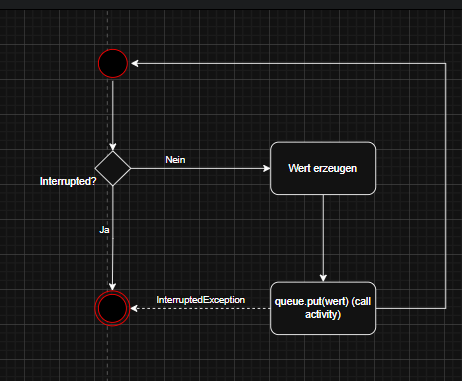 Nein
Wert erzeugen
Interrupted?
Ja
InterruptedException
queue.put(wert) (call
activity)